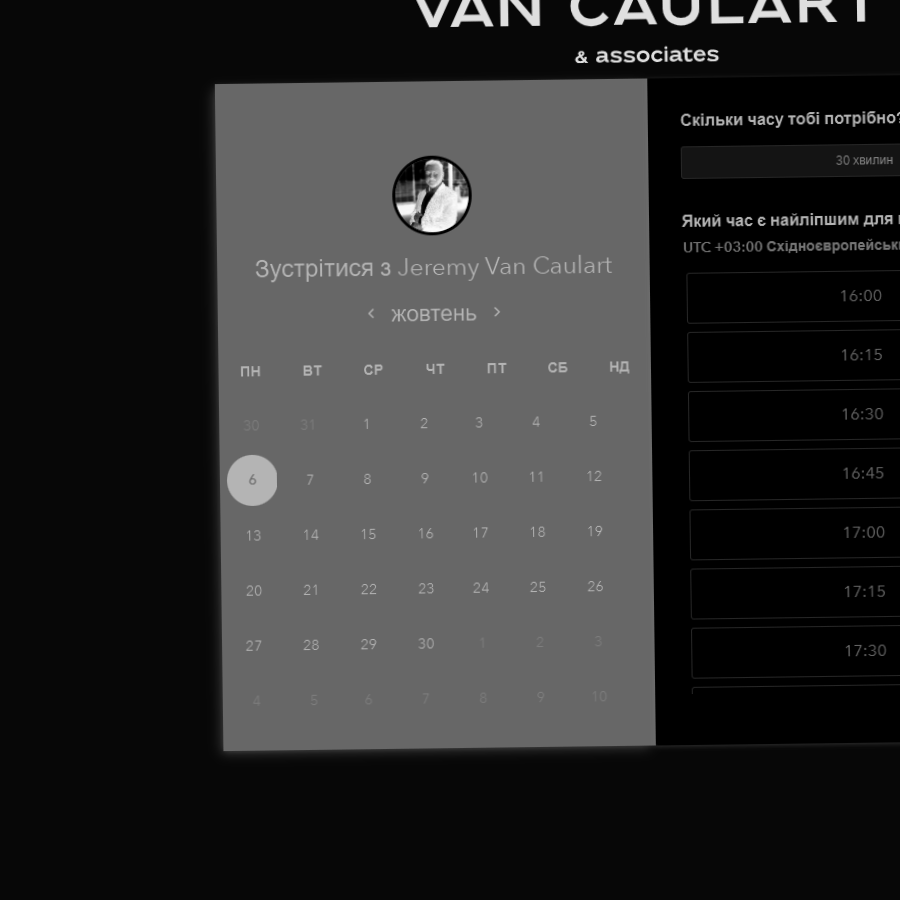 VAN CAULART
& associates
Зустрітися з Jeremy Van Caulart
‹ жовтень ›
ПН ВТ СР ЧТ ПТ СБ НД
30 31 1 2 3 4 5
6 7 8 9 10 11 12
13 14 15 16 17 18 19
20 21 22 23 24 25 26
27 28 29 30 1 2 3
4 5 6 7 8 9 10
Скільки часу тобі потрібно?
30 хвилин
Який час є найліпшим для
UTC +03:00
16:00
16:15
16:30
16:45
17:00
17:15
17:30